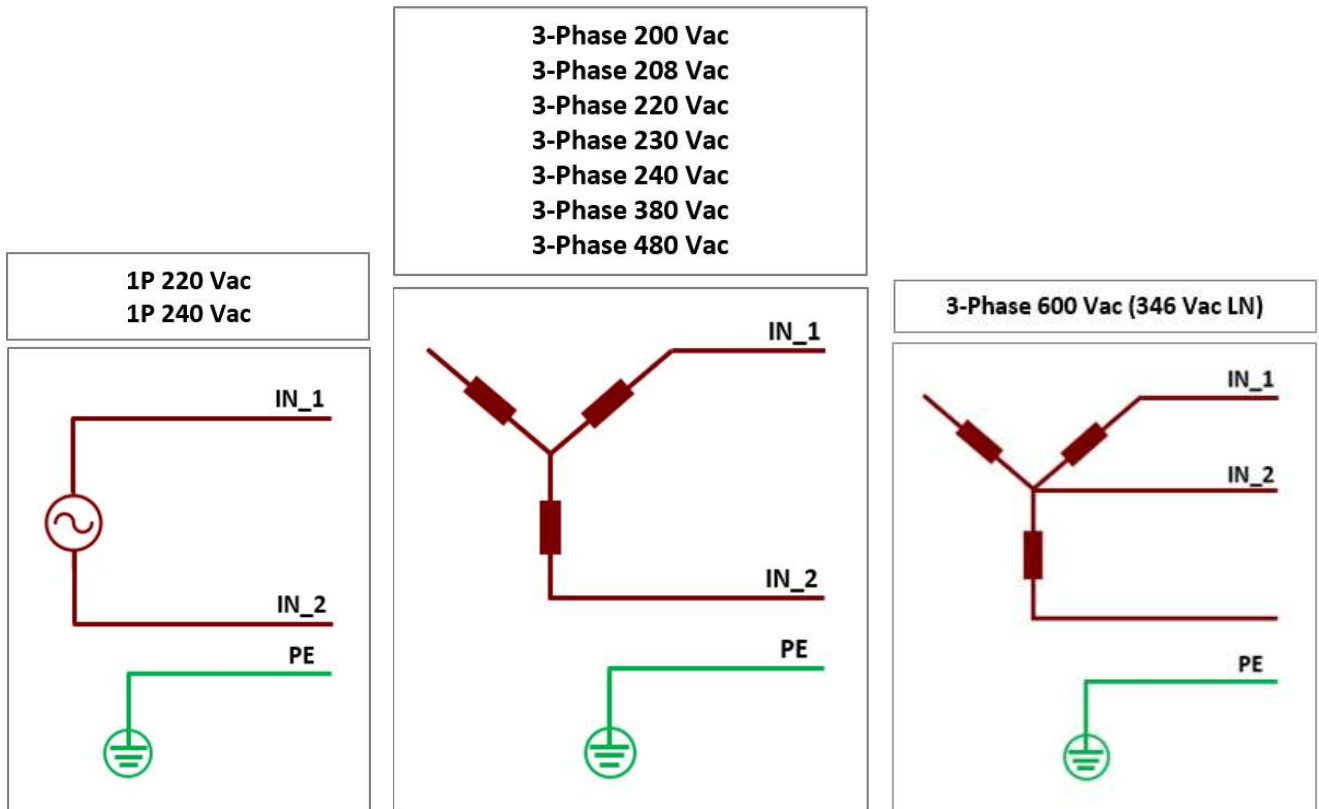 1P 220 Vac
1P 240 Vac
IN_1
IN_2
PE
3-Phase 200 Vac
3-Phase 208 Vac
3-Phase 220 Vac
3-Phase 230 Vac
3-Phase 240 Vac
3-Phase 380 Vac
3-Phase 480 Vac
IN_1
IN_2
PE
3-Phase 600 Vac (346 Vac LN)
IN_1
IN_2
PE